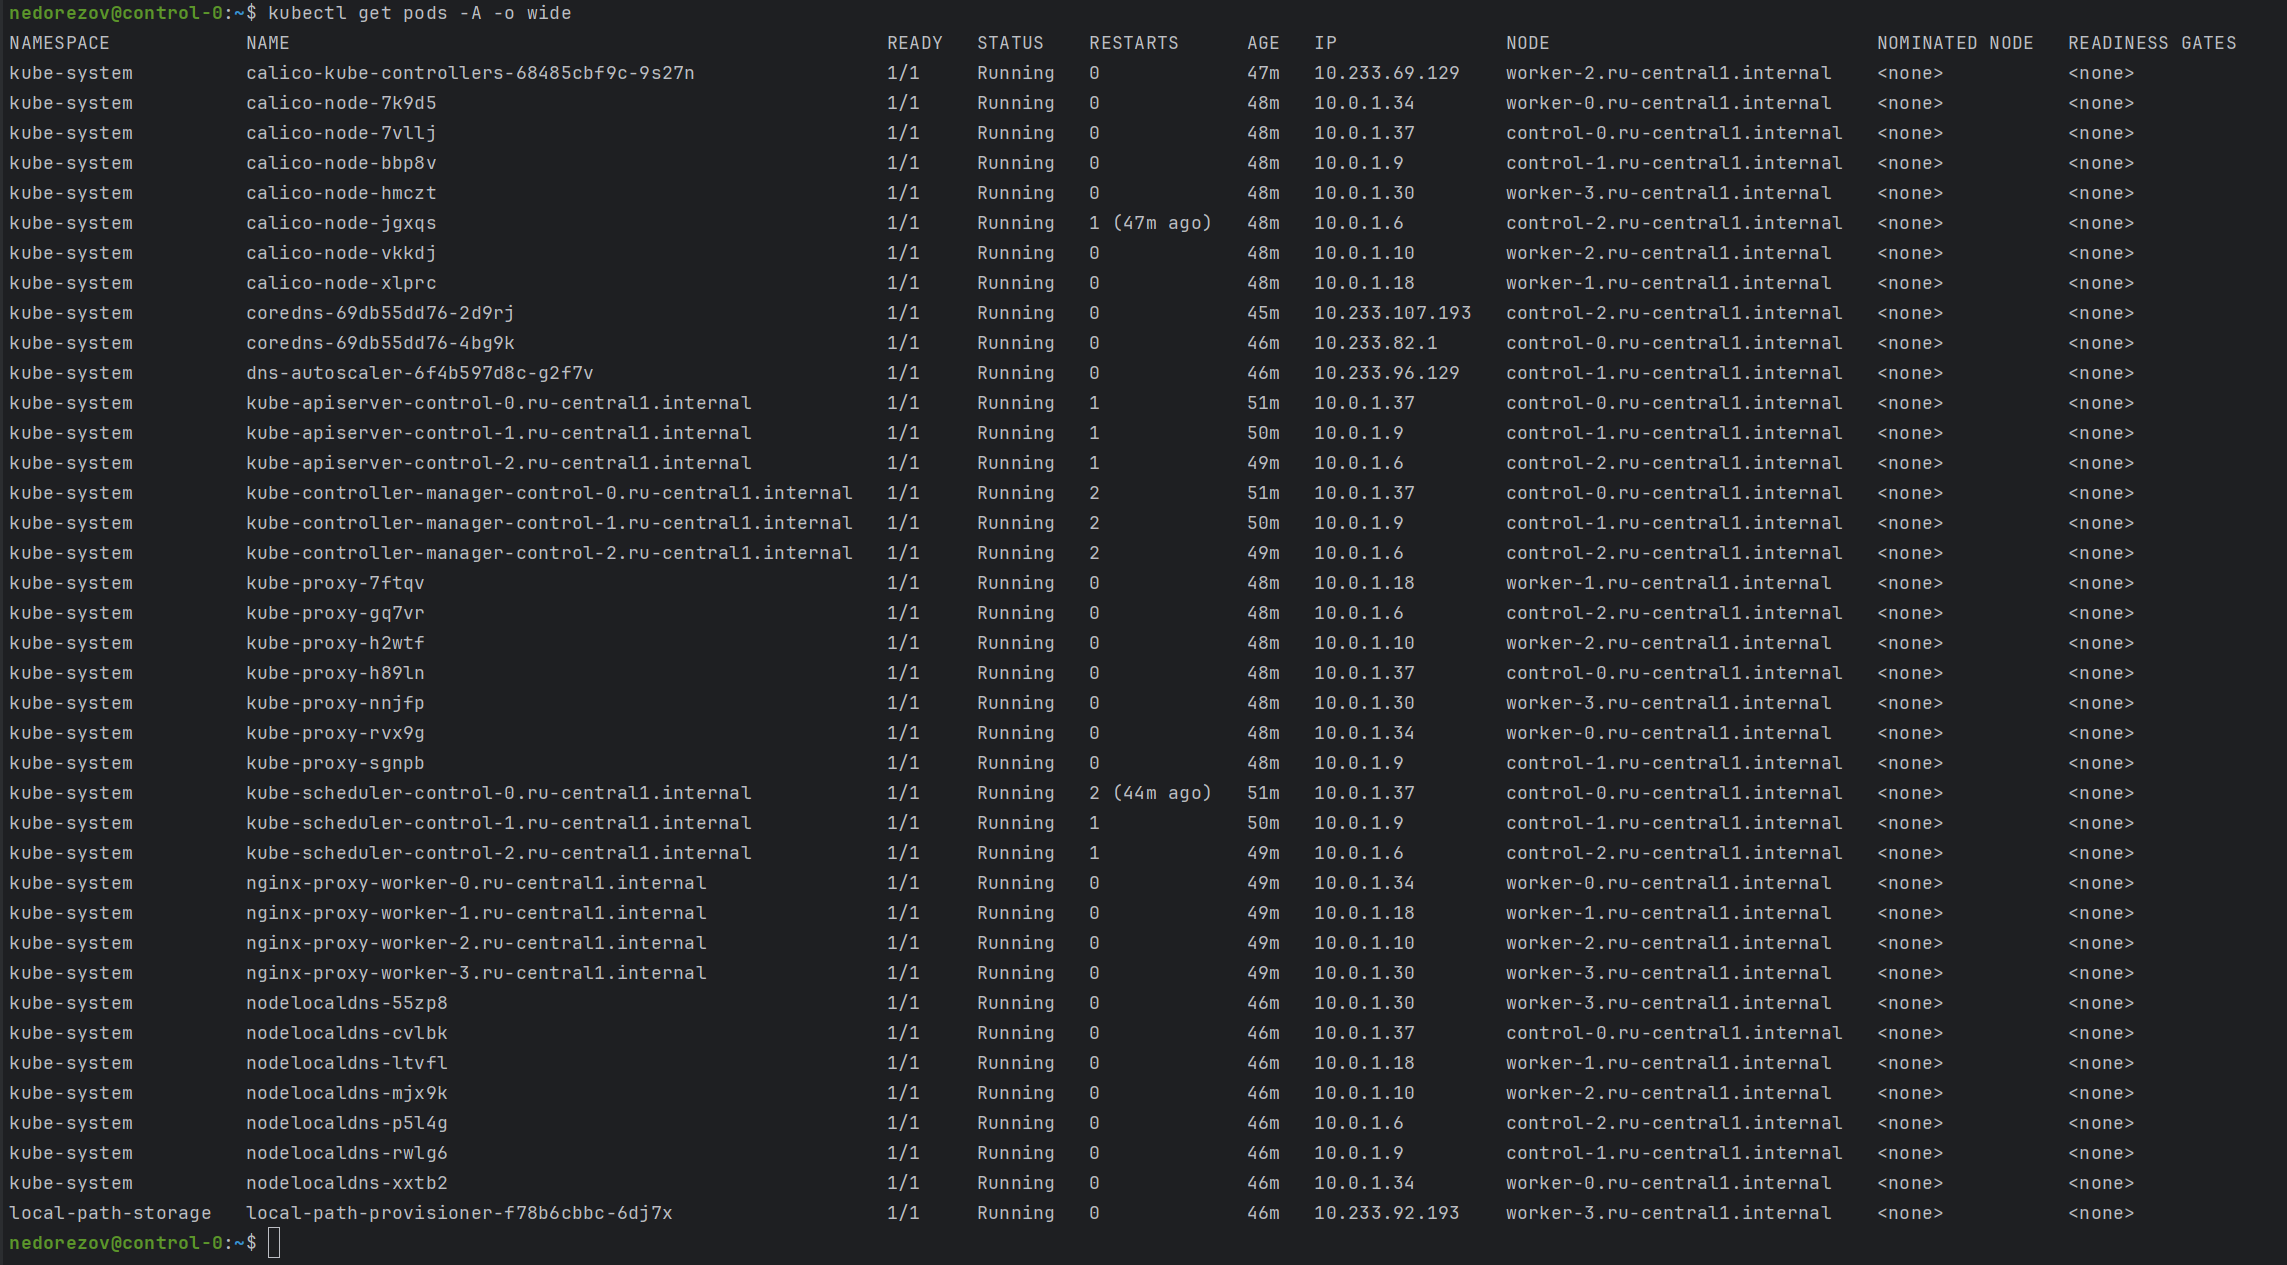 nedorezov@control-0:~$ kubectl get pods -A -o wide
NAMESPACE            NAME                                                     READY   STATUS    RESTARTS      AGE   IP               NODE                             NOMINATED NODE   READINESS GATES
kube-system          calico-kube-controllers-68485cbf9c-9s27n                 1/1     Running   0             47m   10.233.69.129    worker-2.ru-central1.internal    <none>           <none>
kube-system          calico-node-7k9d5                                        1/1     Running   0             48m   10.0.1.34        worker-0.ru-central1.internal    <none>           <none>
kube-system          calico-node-7vllj                                        1/1     Running   0             48m   10.0.1.37        control-0.ru-central1.internal   <none>           <none>
kube-system          calico-node-bbp8v                                        1/1     Running   0             48m   10.0.1.9         control-1.ru-central1.internal   <none>           <none>
kube-system          calico-node-hmczt                                        1/1     Running   0             48m   10.0.1.30        worker-3.ru-central1.internal    <none>           <none>
kube-system          calico-node-jgxqs                                        1/1     Running   1 (47m ago)   48m   10.0.1.6         control-2.ru-central1.internal   <none>           <none>
kube-system          calico-node-vkkdj                                        1/1     Running   0             48m   10.0.1.10        worker-2.ru-central1.internal    <none>           <none>
kube-system          calico-node-xlprc                                        1/1     Running   0             48m   10.0.1.18        worker-1.ru-central1.internal    <none>           <none>
kube-system          coredns-69db55dd76-2d9rj                                 1/1     Running   0             45m   10.233.107.193   control-2.ru-central1.internal   <none>           <none>
kube-system          coredns-69db55dd76-4bg9k                                 1/1     Running   0             46m   10.233.82.1      control-0.ru-central1.internal   <none>           <none>
kube-system          dns-autoscaler-6f4b597d8c-g2f7v                          1/1     Running   0             46m   10.233.96.129    control-1.ru-central1.internal   <none>           <none>
kube-system          kube-apiserver-control-0.ru-central1.internal            1/1     Running   1             51m   10.0.1.37        control-0.ru-central1.internal   <none>           <none>
kube-system          kube-apiserver-control-1.ru-central1.internal            1/1     Running   1             50m   10.0.1.9         control-1.ru-central1.internal   <none>           <none>
kube-system          kube-apiserver-control-2.ru-central1.internal            1/1     Running   1             49m   10.0.1.6         control-2.ru-central1.internal   <none>           <none>
kube-system          kube-controller-manager-control-0.ru-central1.internal   1/1     Running   2             51m   10.0.1.37        control-0.ru-central1.internal   <none>           <none>
kube-system          kube-controller-manager-control-1.ru-central1.internal   1/1     Running   2             50m   10.0.1.9         control-1.ru-central1.internal   <none>           <none>
kube-system          kube-controller-manager-control-2.ru-central1.internal   1/1     Running   2             49m   10.0.1.6         control-2.ru-central1.internal   <none>           <none>
kube-system          kube-proxy-7ftqv                                         1/1     Running   0             48m   10.0.1.18        worker-1.ru-central1.internal    <none>           <none>
kube-system          kube-proxy-gq7vr                                         1/1     Running   0             48m   10.0.1.6         control-2.ru-central1.internal   <none>           <none>
kube-system          kube-proxy-h2wtf                                         1/1     Running   0             48m   10.0.1.10        worker-2.ru-central1.internal    <none>           <none>
kube-system          kube-proxy-h89ln                                         1/1     Running   0             48m   10.0.1.37        control-0.ru-central1.internal   <none>           <none>
kube-system          kube-proxy-nnjfp                                         1/1     Running   0             48m   10.0.1.30        worker-3.ru-central1.internal    <none>           <none>
kube-system          kube-proxy-rvx9g                                         1/1     Running   0             48m   10.0.1.34        worker-0.ru-central1.internal    <none>           <none>
kube-system          kube-proxy-sgnpb                                         1/1     Running   0             48m   10.0.1.9         control-1.ru-central1.internal   <none>           <none>
kube-system          kube-scheduler-control-0.ru-central1.internal            1/1     Running   2 (44m ago)   51m   10.0.1.37        control-0.ru-central1.internal   <none>           <none>
kube-system          kube-scheduler-control-1.ru-central1.internal            1/1     Running   1             50m   10.0.1.9         control-1.ru-central1.internal   <none>           <none>
kube-system          kube-scheduler-control-2.ru-central1.internal            1/1     Running   1             49m   10.0.1.6         control-2.ru-central1.internal   <none>           <none>
kube-system          nginx-proxy-worker-0.ru-central1.internal                1/1     Running   0             49m   10.0.1.34        worker-0.ru-central1.internal    <none>           <none>
kube-system          nginx-proxy-worker-1.ru-central1.internal                1/1     Running   0             49m   10.0.1.18        worker-1.ru-central1.internal    <none>           <none>
kube-system          nginx-proxy-worker-2.ru-central1.internal                1/1     Running   0             49m   10.0.1.10        worker-2.ru-central1.internal    <none>           <none>
kube-system          nginx-proxy-worker-3.ru-central1.internal                1/1     Running   0             49m   10.0.1.30        worker-3.ru-central1.internal    <none>           <none>
kube-system          nodelocaldns-55zp8                                       1/1     Running   0             46m   10.0.1.30        worker-3.ru-central1.internal    <none>           <none>
kube-system          nodelocaldns-cvlbk                                       1/1     Running   0             46m   10.0.1.37        control-0.ru-central1.internal   <none>           <none>
kube-system          nodelocaldns-ltvfl                                       1/1     Running   0             46m   10.0.1.18        worker-1.ru-central1.internal    <none>           <none>
kube-system          nodelocaldns-mjx9k                                       1/1     Running   0             46m   10.0.1.10        worker-2.ru-central1.internal    <none>           <none>
kube-system          nodelocaldns-p5l4g                                       1/1     Running   0             46m   10.0.1.6         control-2.ru-central1.internal   <none>           <none>
kube-system          nodelocaldns-rwlg6                                       1/1     Running   0             46m   10.0.1.9         control-1.ru-central1.internal   <none>           <none>
kube-system          nodelocaldns-xxtb2                                       1/1     Running   0             46m   10.0.1.34        worker-0.ru-central1.internal    <none>           <none>
local-path-storage   local-path-provisioner-f78b6cbbc-6dj7x                   1/1     Running   0             46m   10.233.92.193    worker-3.ru-central1.internal    <none>           <none>
nedorezov@control-0:~$